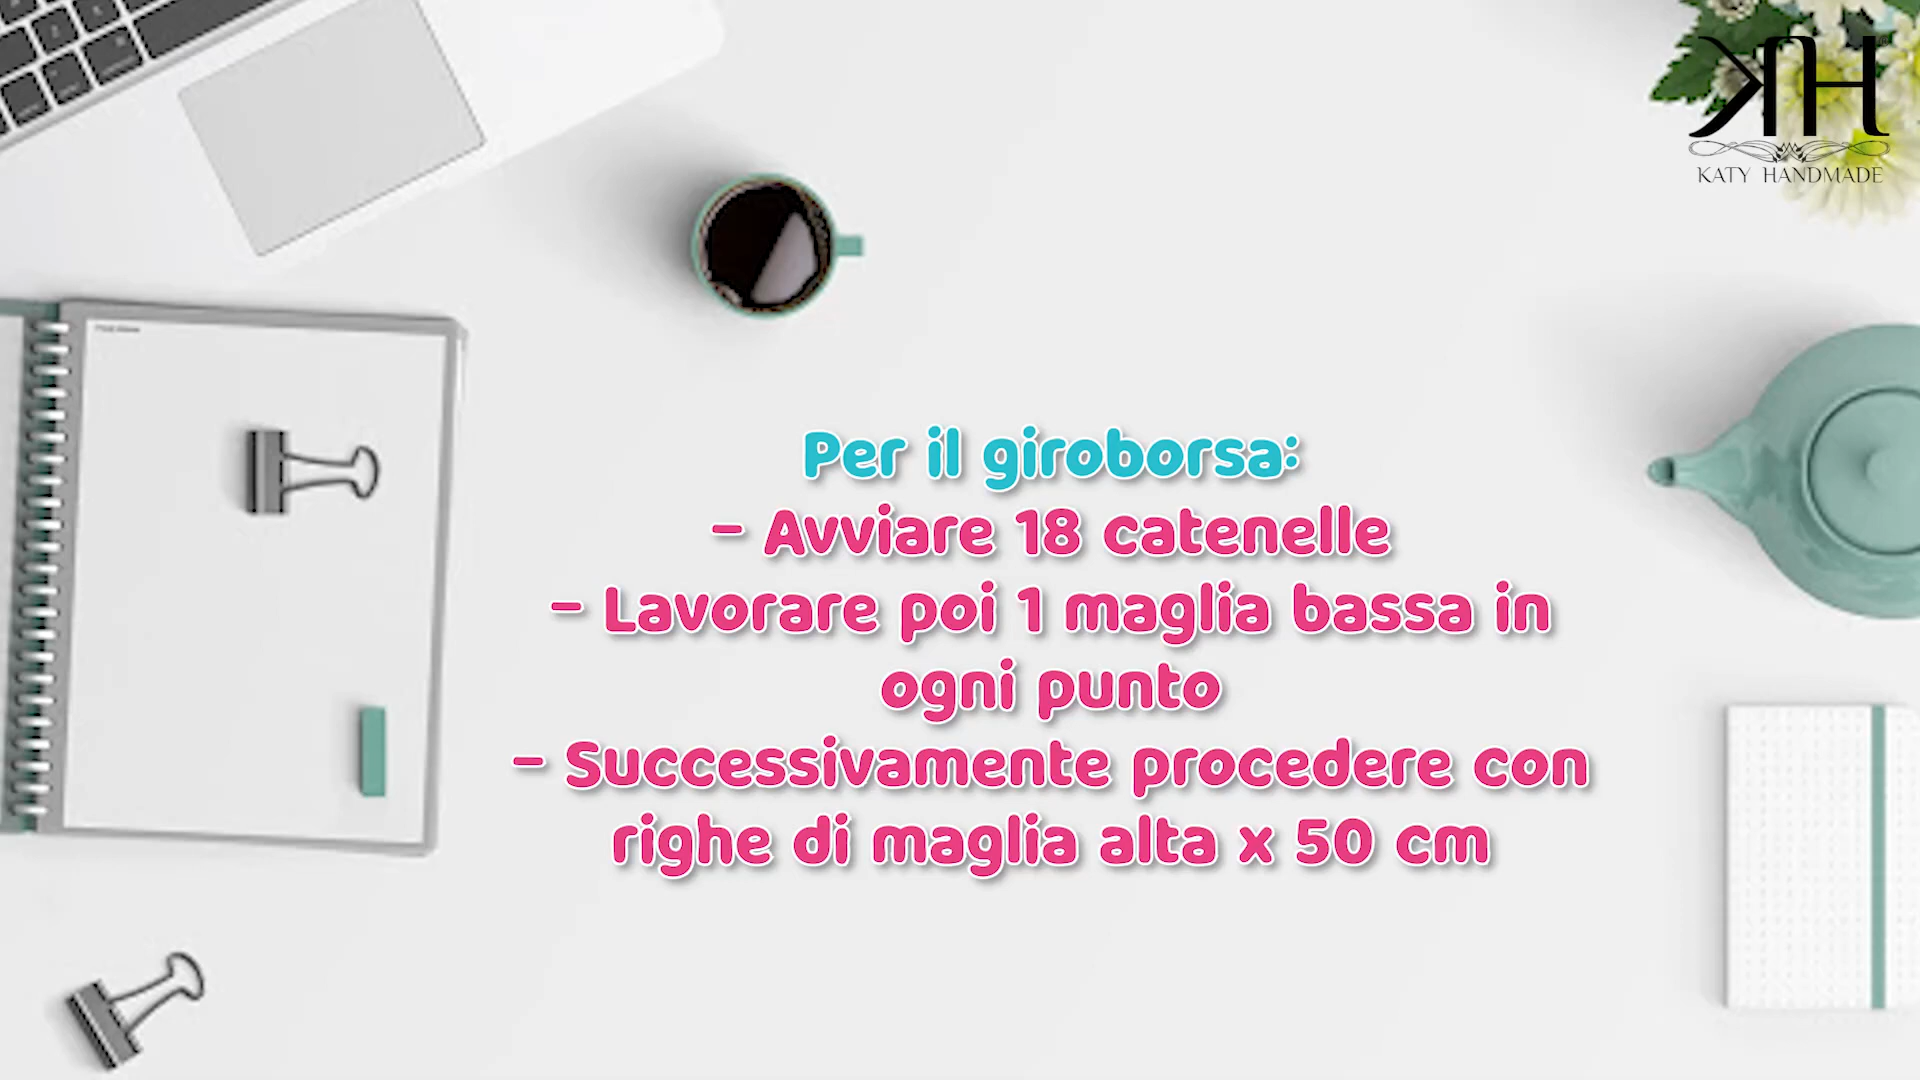 KH
KATY HANDMADE
Per il giroborsa:
- Avviare 18 catenelle
- Lavorare poi 1 maglia bassa in
ogni punto
- Successivamente procedere con
righe di maglia alta x 50 cm